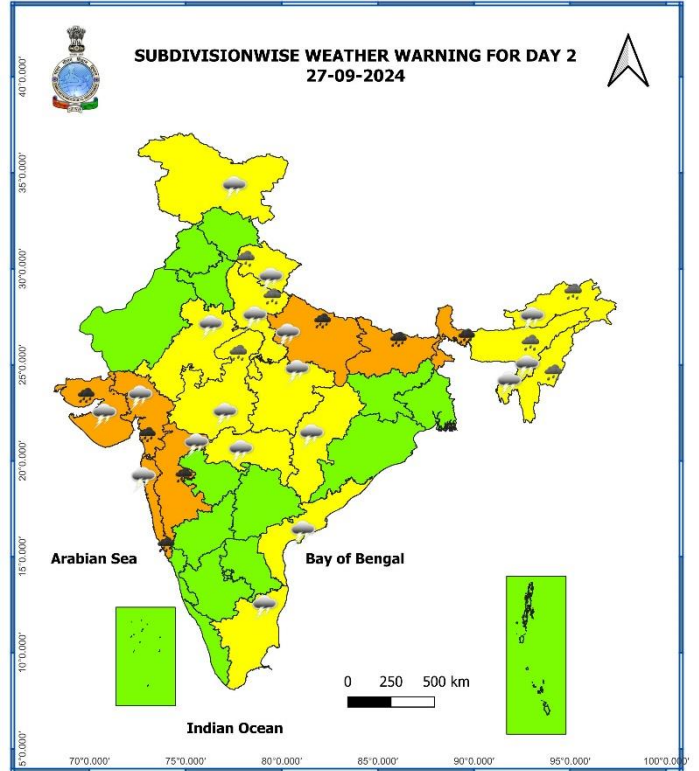 SUBDIVISIONWISE WEATHER WARNING FOR DAY 2
27-09-2024
40°0.000'
35°0.000'
30°0.000'
25°0.000'
20°0.000'
15°0.000'
10°0.000'
5°0.000'
Arabian Sea
Bay of Bengal
0 250 500 km
Indian Ocean
70°0.000' 75°0.000' 80°0.000' 85°0.000' 90°0.000' 95°0.000' 100°0.000'